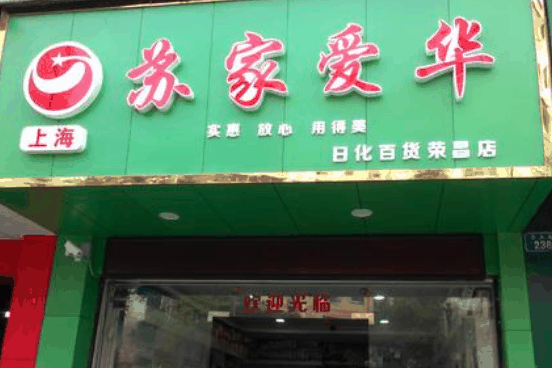 苏家爱华
上海
实惠 放心 用得美
日化百货荣昌店
欢迎光临
238